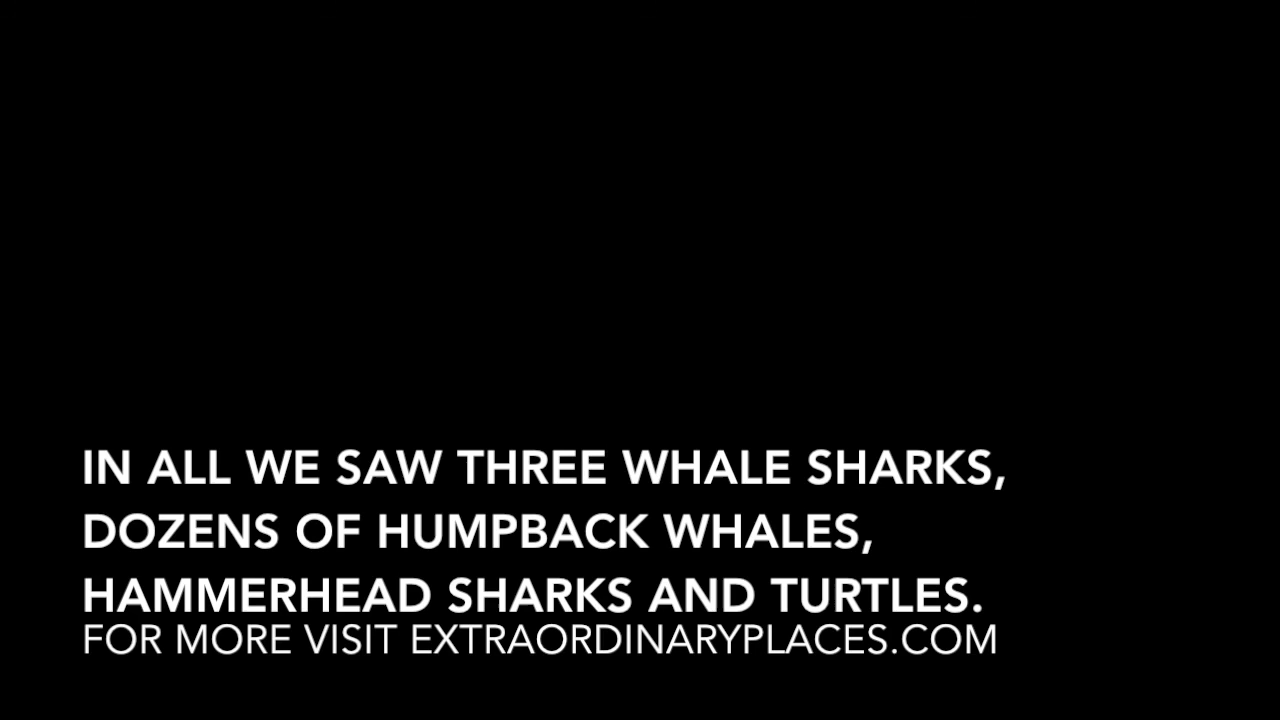 IN ALL WE SAW THREE WHALE SHARKS,
DOZENS OF HUMPBACK WHALES,
HAMMERHEAD SHARKS AND TURTLES.
FOR MORE VISIT EXTRAORDINARYPLACES.COM